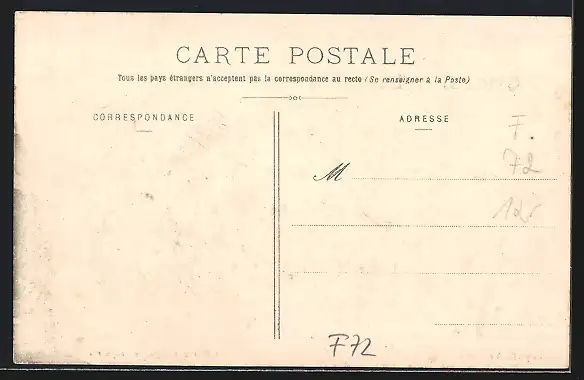 CARTE POSTALE
Tous les pays étrangers n'acceptent pas la correspondance au recto (Se renseigner à la Poste)
CORRESPONDANCE
ADRESSE
F.
72
M
F72